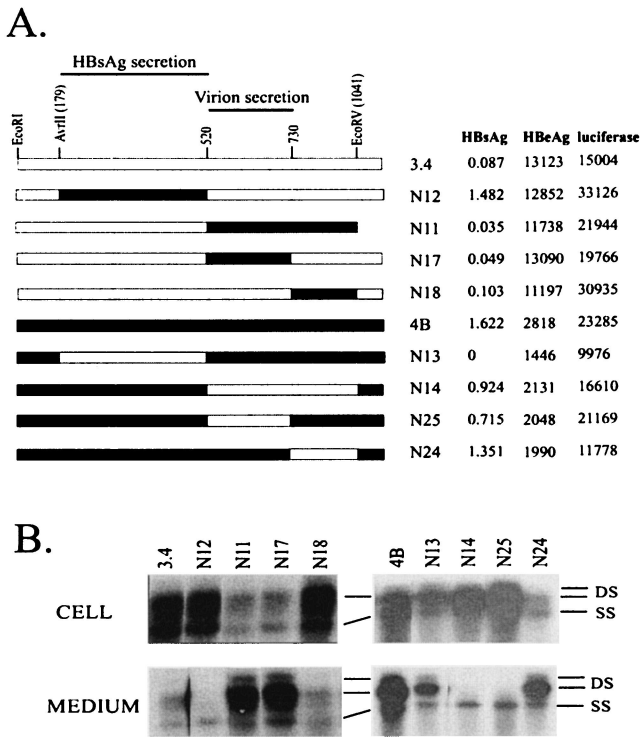 A.
HBsAg secretion
Virion secretion
EcoRI
AvrII (179)
520
730
EcoRV (1041)
HBsAg HBeAg luciferase
3.4 0.087 13123 15004
N12 1.482 12852 33126
N11 0.035 11738 21944
N17 0.049 13090 19766
N18 0.103 11197 30935
4B 1.622 2818 23285
N13 0 1446 9976
N14 0.924 2131 16610
N25 0.715 2048 21169
N24 1.351 1990 11778
B.
3.4 N12 N11 N17 N18 4B N13 N14 N25 N24
CELL
DS
SS
MEDIUM
DS
SS